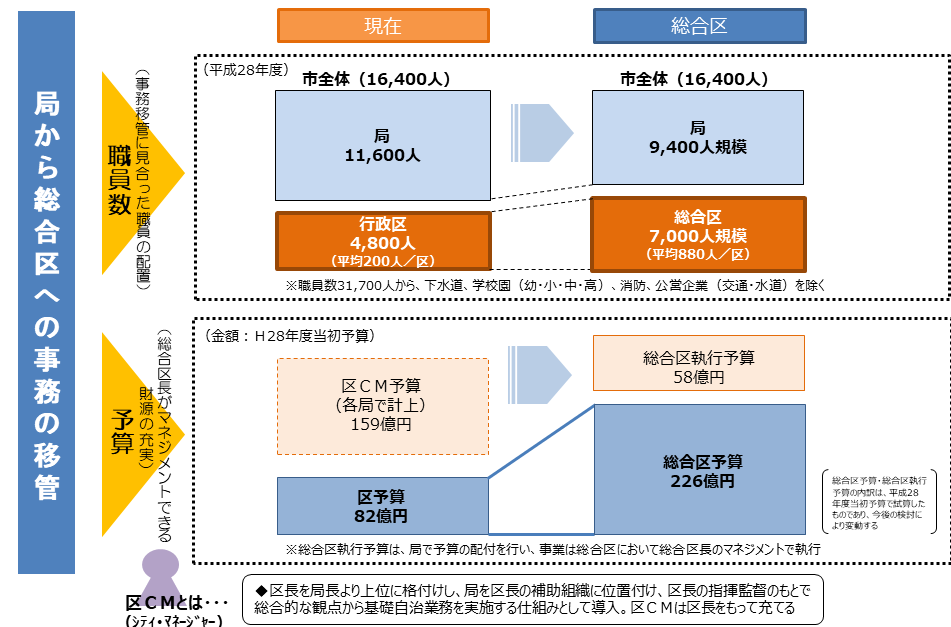 局から総合区への事務の移管
現在
総合区
職員数
（事務移管に見合った職員の配置）
（平成28年度）
市全体（16,400人）
局
11,600人
行政区
4,800人
（平均200人／区）
市全体（16,400人）
局
9,400人規模
総合区
7,000人規模
（平均880人／区）
※職員数31,700人から、下水道、学校園（幼・小・中・高）、消防、公営企業（交通・水道）を除く
予算
（総合区長がマネジメントできる
財源の充実）
（金額：H28年度当初予算）
区ＣＭ予算
（各局で計上）
159億円
区予算
82億円
総合区執行予算
58億円
総合区予算
226億円
総合区予算・総合区執行
予算の内訳は、平成28
年度当初予算で試算した
ものであり、今後の検討に
より変動する
※総合区執行予算は、局で予算の配付を行い、事業は総合区において総合区長のマネジメントで執行
区ＣＭとは・・・
（ｼﾃｨ・ﾏﾈｰｼﾞｬｰ）
◆区長を局長より上位に格付けし、局を区長の補助組織に位置付け、区長の指揮監督のもとで
総合的な観点から基礎自治業務を実施する仕組みとして導入。区ＣＭは区長をもって充てる